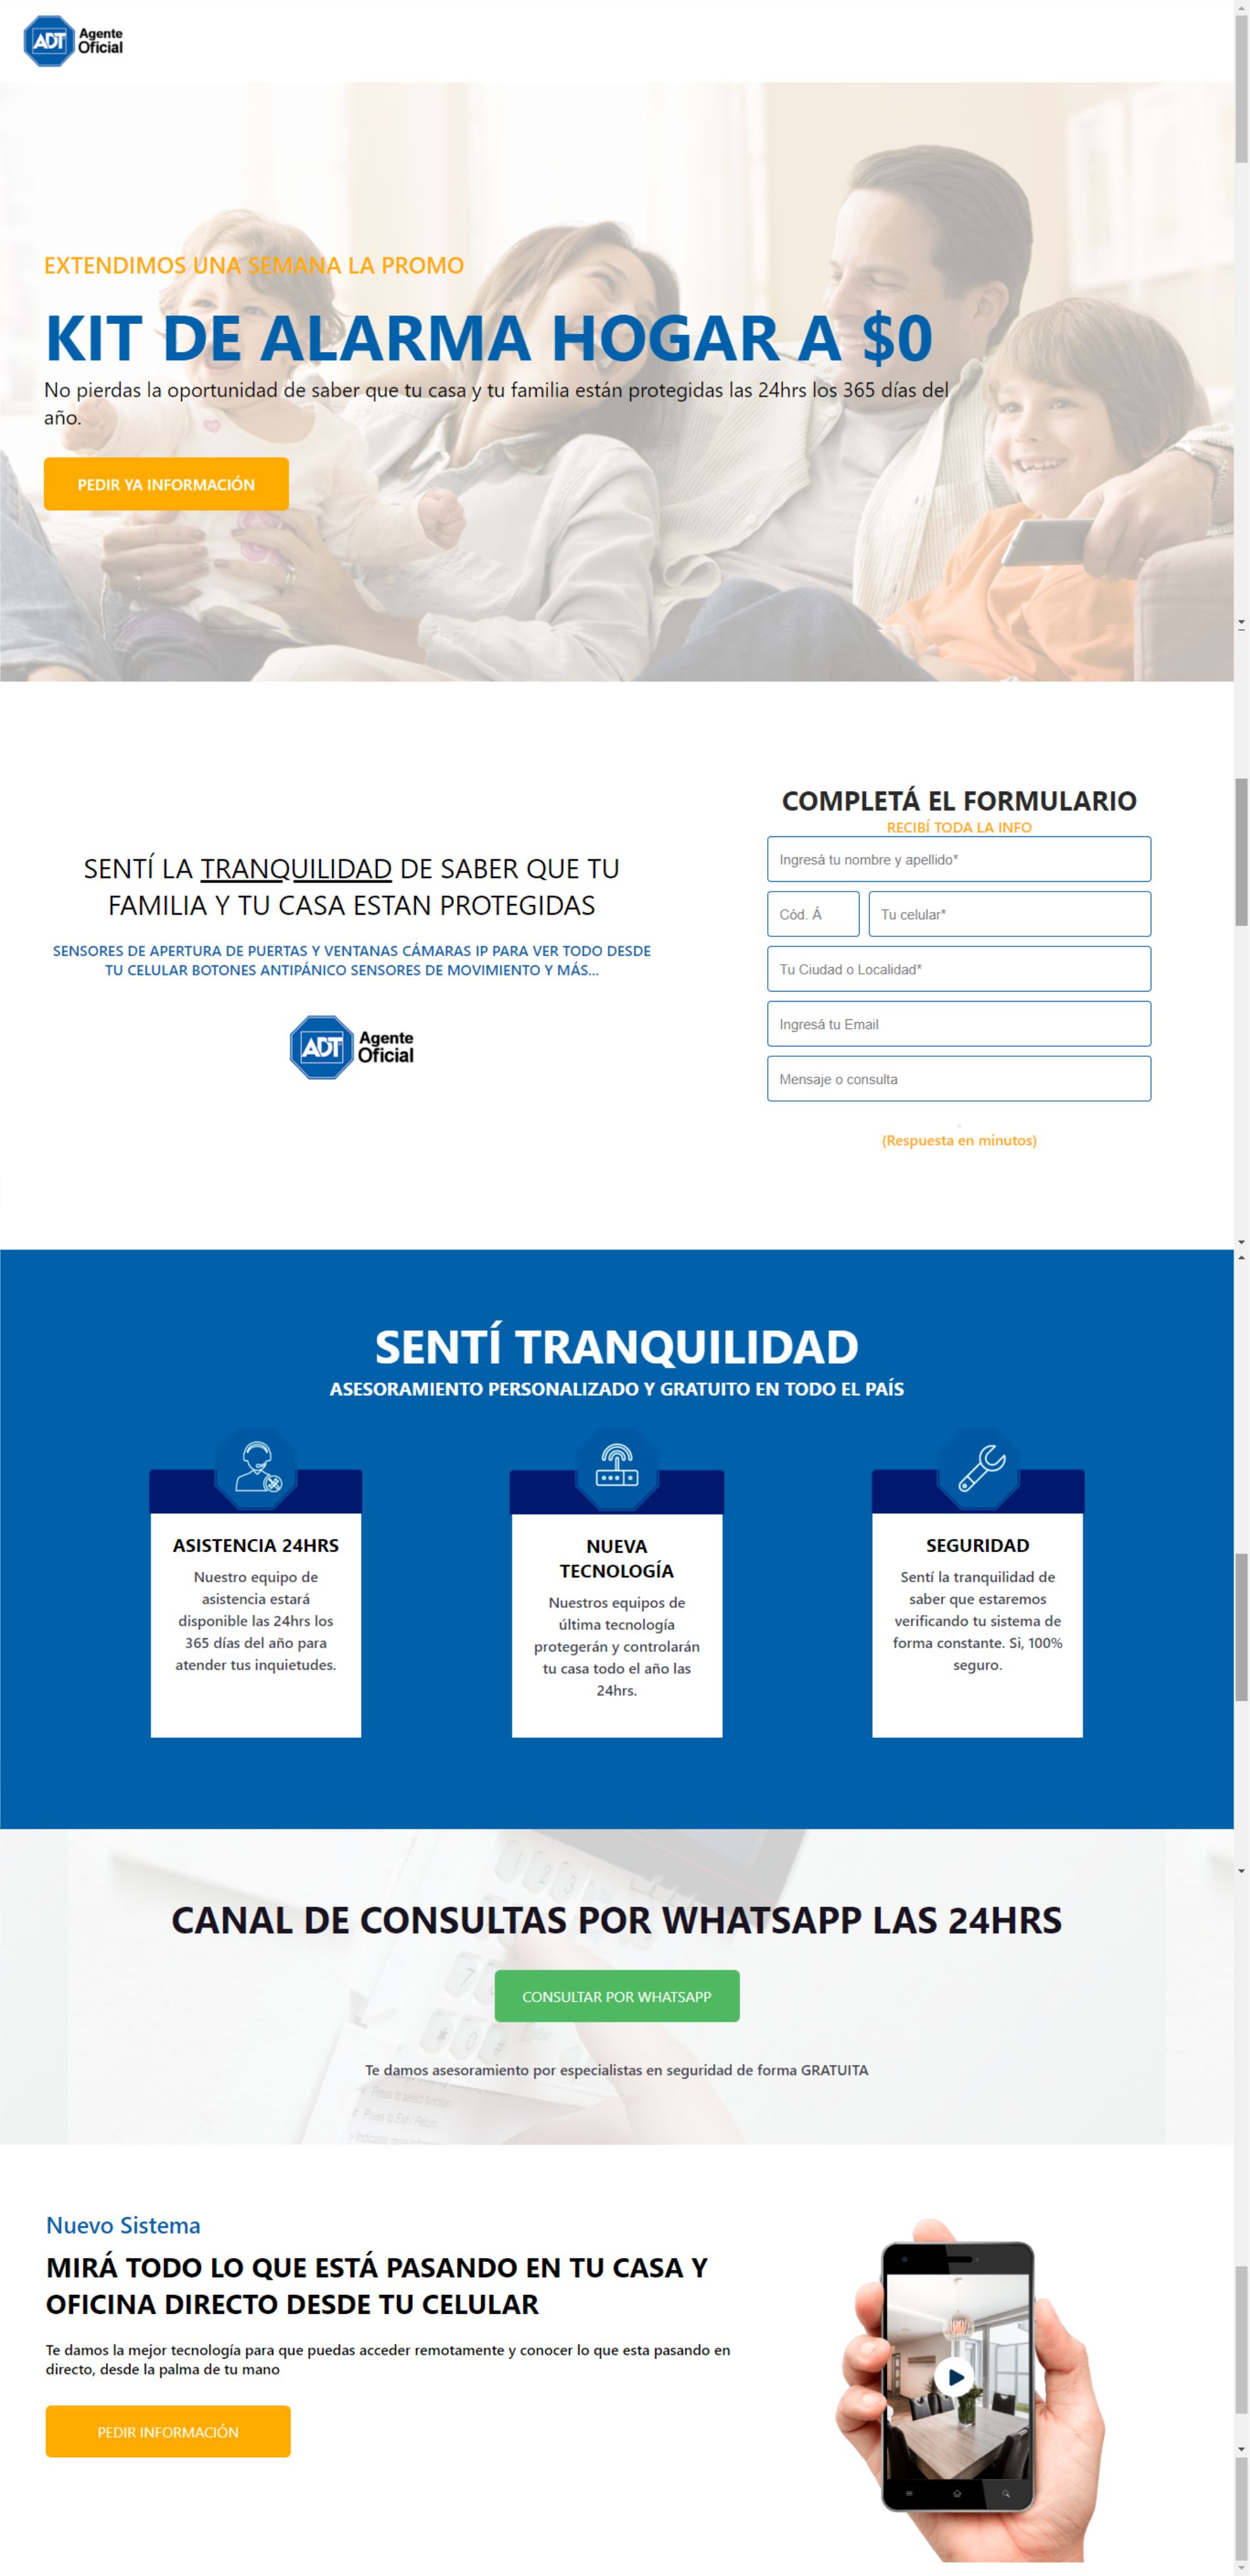 ADT Agente
Oficial
EXTENDIMOS UNA SEMANA LA PROMO
KIT DE ALARMA HOGAR A $0
No pierdas la oportunidad de saber que tu casa y tu familia están protegidas las 24hrs los 365 días del
año.
PEDIR YA INFORMACIÓN
SENTÍ LA TRANQUILIDAD DE SABER QUE TU
FAMILIA Y TU CASA ESTAN PROTEGIDAS
SENSORES DE APERTURA DE PUERTAS Y VENTANAS CÁMARAS IP PARA VER TODO DESDE
TU CELULAR BOTONES ANTIPÁNICO SENSORES DE MOVIMIENTO Y MÁS...
ADT Agente
Oficial
COMPLETÁ EL FORMULARIO
RECIBÍ TODA LA INFO
Ingresá tu nombre y apellido*
Cód. Á
Tu celular*
Tu Ciudad o Localidad*
Ingresá tu Email
Mensaje o consulta
(Respuesta en minutos)
SENTÍ TRANQUILIDAD
ASESORAMIENTO PERSONALIZADO Y GRATUITO EN TODO EL PAÍS
ASISTENCIA 24HRS
Nuestro equipo de
asistencia estará
disponible las 24hrs los
365 días del año para
atender tus inquietudes.
NUEVA
TECNOLOGÍA
Nuestros equipos de
última tecnología
protegerán y controlarán
tu casa todo el año las
24hrs.
SEGURIDAD
Sentí la tranquilidad de
saber que estaremos
verificando tu sistema de
forma constante. Si, 100%
seguro.
CANAL DE CONSULTAS POR WHATSAPP LAS 24HRS
CONSULTAR POR WHATSAPP
Te damos asesoramiento por especialistas en seguridad de forma GRATUITA
Press to select function
Press to Exit / Return
Nuevo Sistema
MIRÁ TODO LO QUE ESTÁ PASANDO EN TU CASA Y
OFICINA DIRECTO DESDE TU CELULAR
Te damos la mejor tecnología para que puedas acceder remotamente y conocer lo que esta pasando en
directo, desde la palma de tu mano
PEDIR INFORMACIÓN